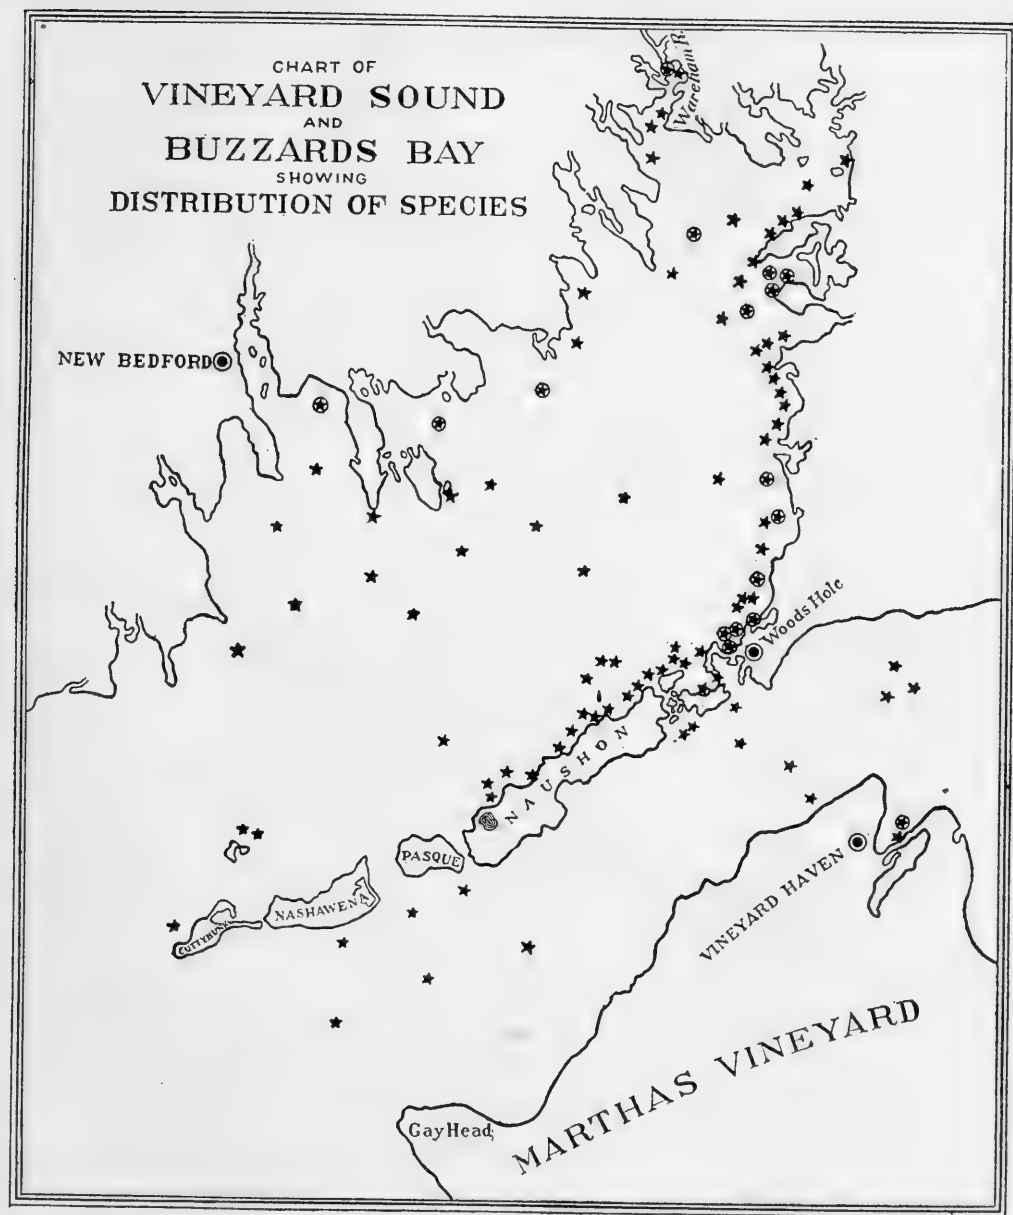 CHART OF
VINEYARD SOUND
AND
BUZZARDS BAY
SHOWING
DISTRIBUTION OF SPECIES
Wareham R.
NEW BEDFORD
Woods Hole
NAUSHON
PASQUE
NASHAWENA
CUTTYHUNK
VINEYARD HAVEN
MARTHAS VINEYARD
Gay Head